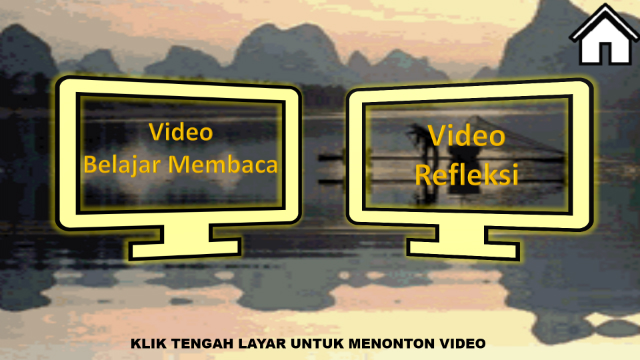 Video
Belajar Membaca
Video
Refleksi
KLIK TENGAH LAYAR UNTUK MENONTON VIDEO